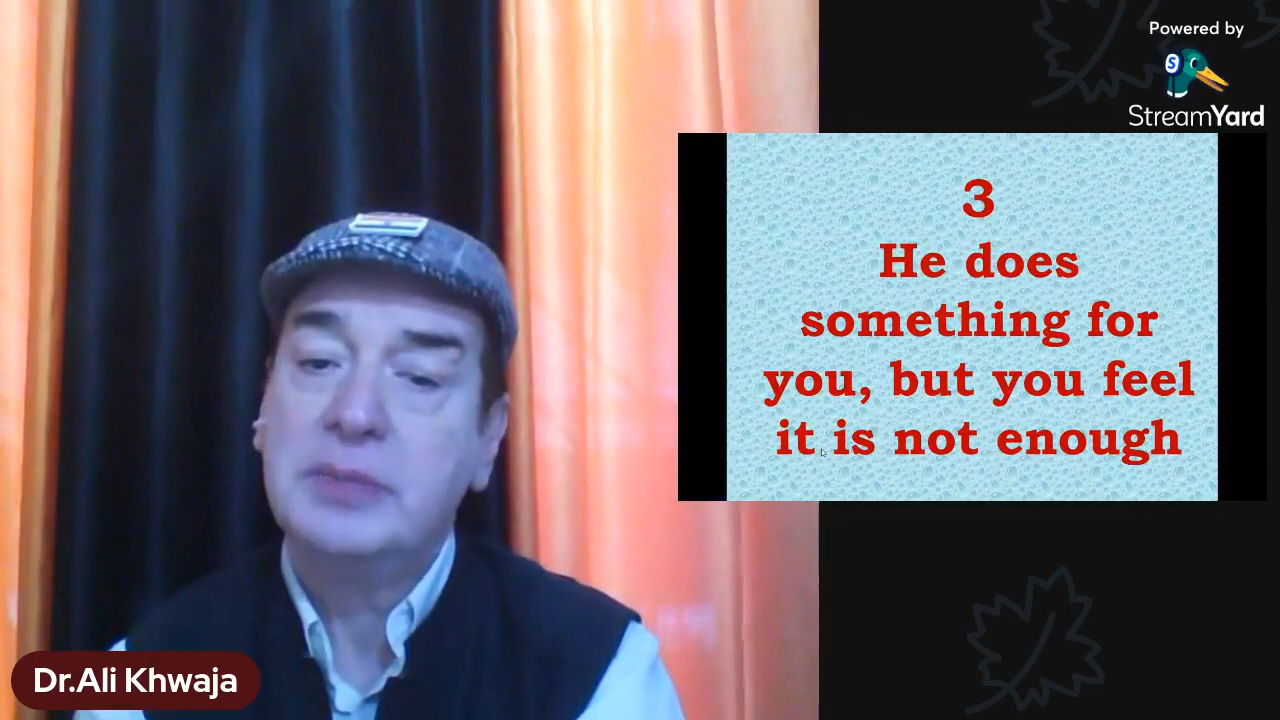 Powered by
StreamYard
3
He does
something for
you, but you feel
it is not enough
Dr.Ali Khwaja